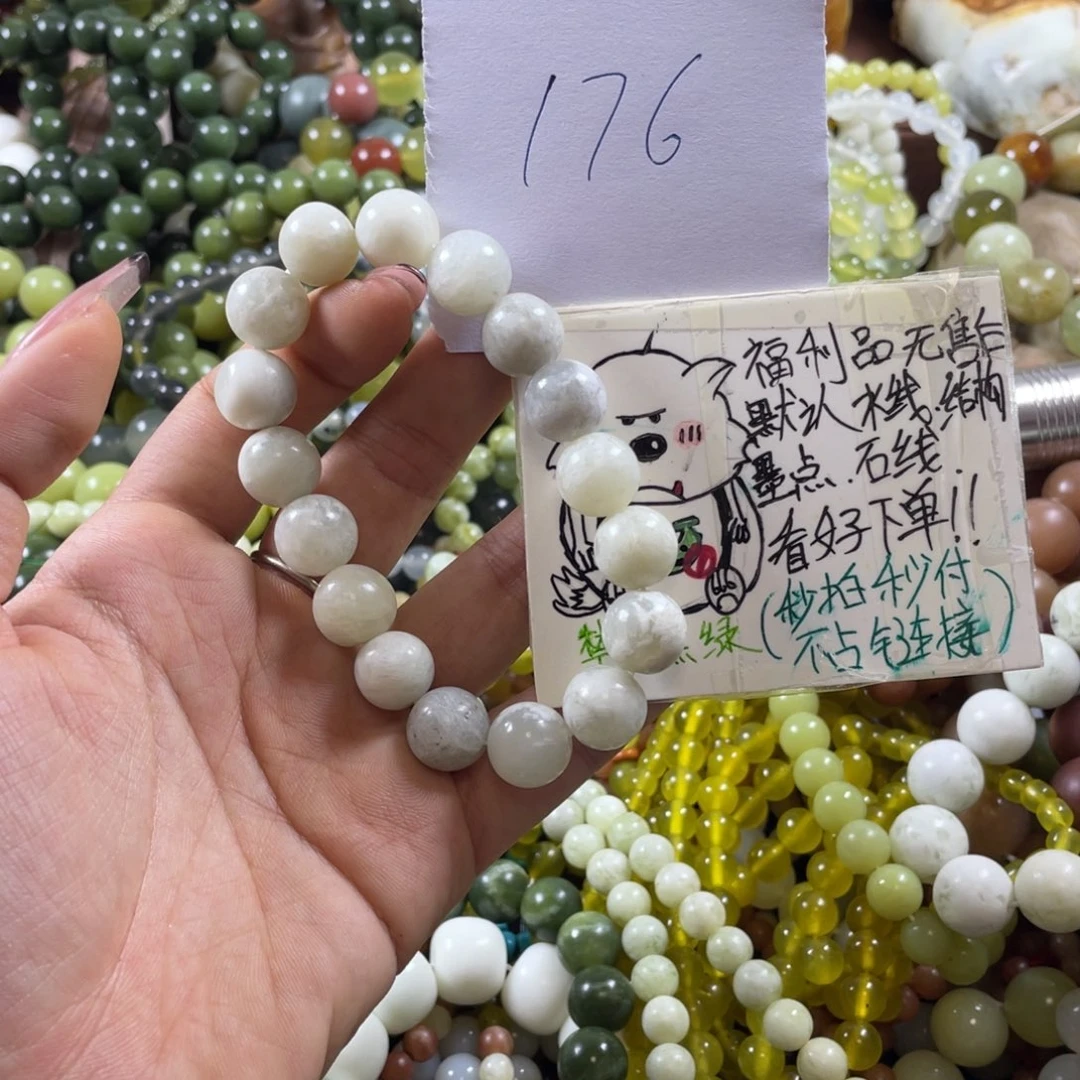 176
福利品无售后
默认水线.结构
墨点.石线.
看好下单!!
(秒拍秒付
不占链接)
绿